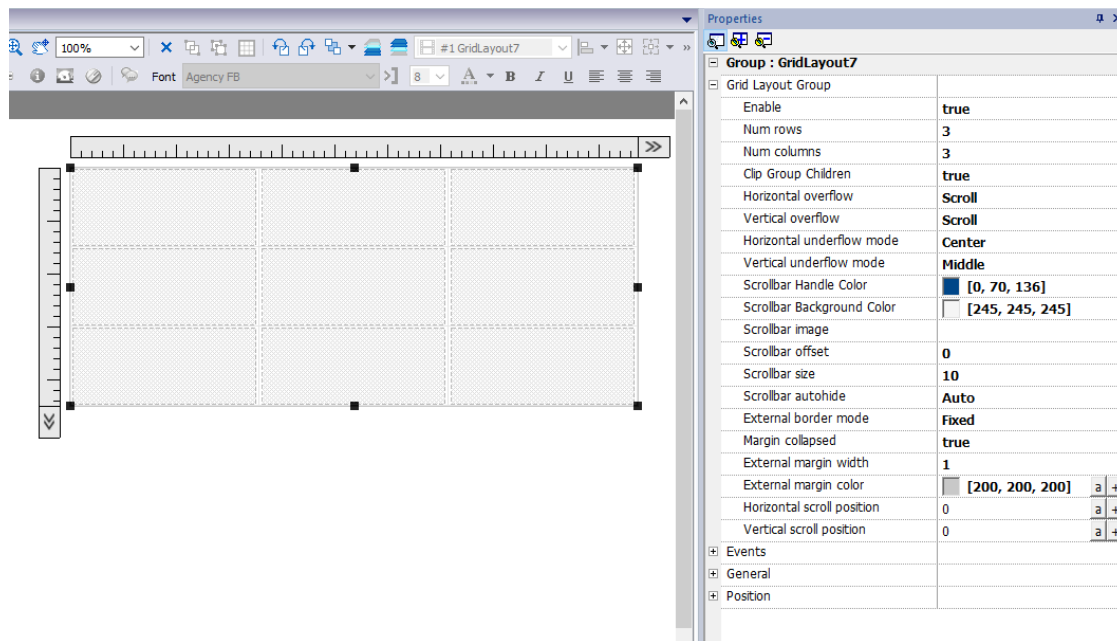 Properties
100%
#1 GridLayout7
Font
Agency FB
8
A
B
I
U
Group : GridLayout7
Grid Layout Group
Enable true
Num rows 3
Num columns 3
Clip Group Children true
Horizontal overflow Scroll
Vertical overflow Scroll
Horizontal underflow mode Center
Vertical underflow mode Middle
Scrollbar Handle Color [0, 70, 136]
Scrollbar Background Color [245, 245, 245]
Scrollbar image
Scrollbar offset 0
Scrollbar size 10
Scrollbar autohide Auto
External border mode Fixed
Margin collapsed true
External margin width 1
External margin color [200, 200, 200] a +
Horizontal scroll position 0 a +
Vertical scroll position 0 a +
Events
General
Position